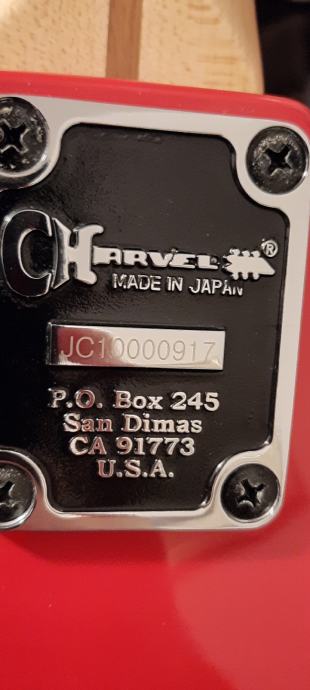 CHARVEL®
MADE IN JAPAN
JC10000917
P.O. Box 245
San Dimas
CA 91773
U.S.A.